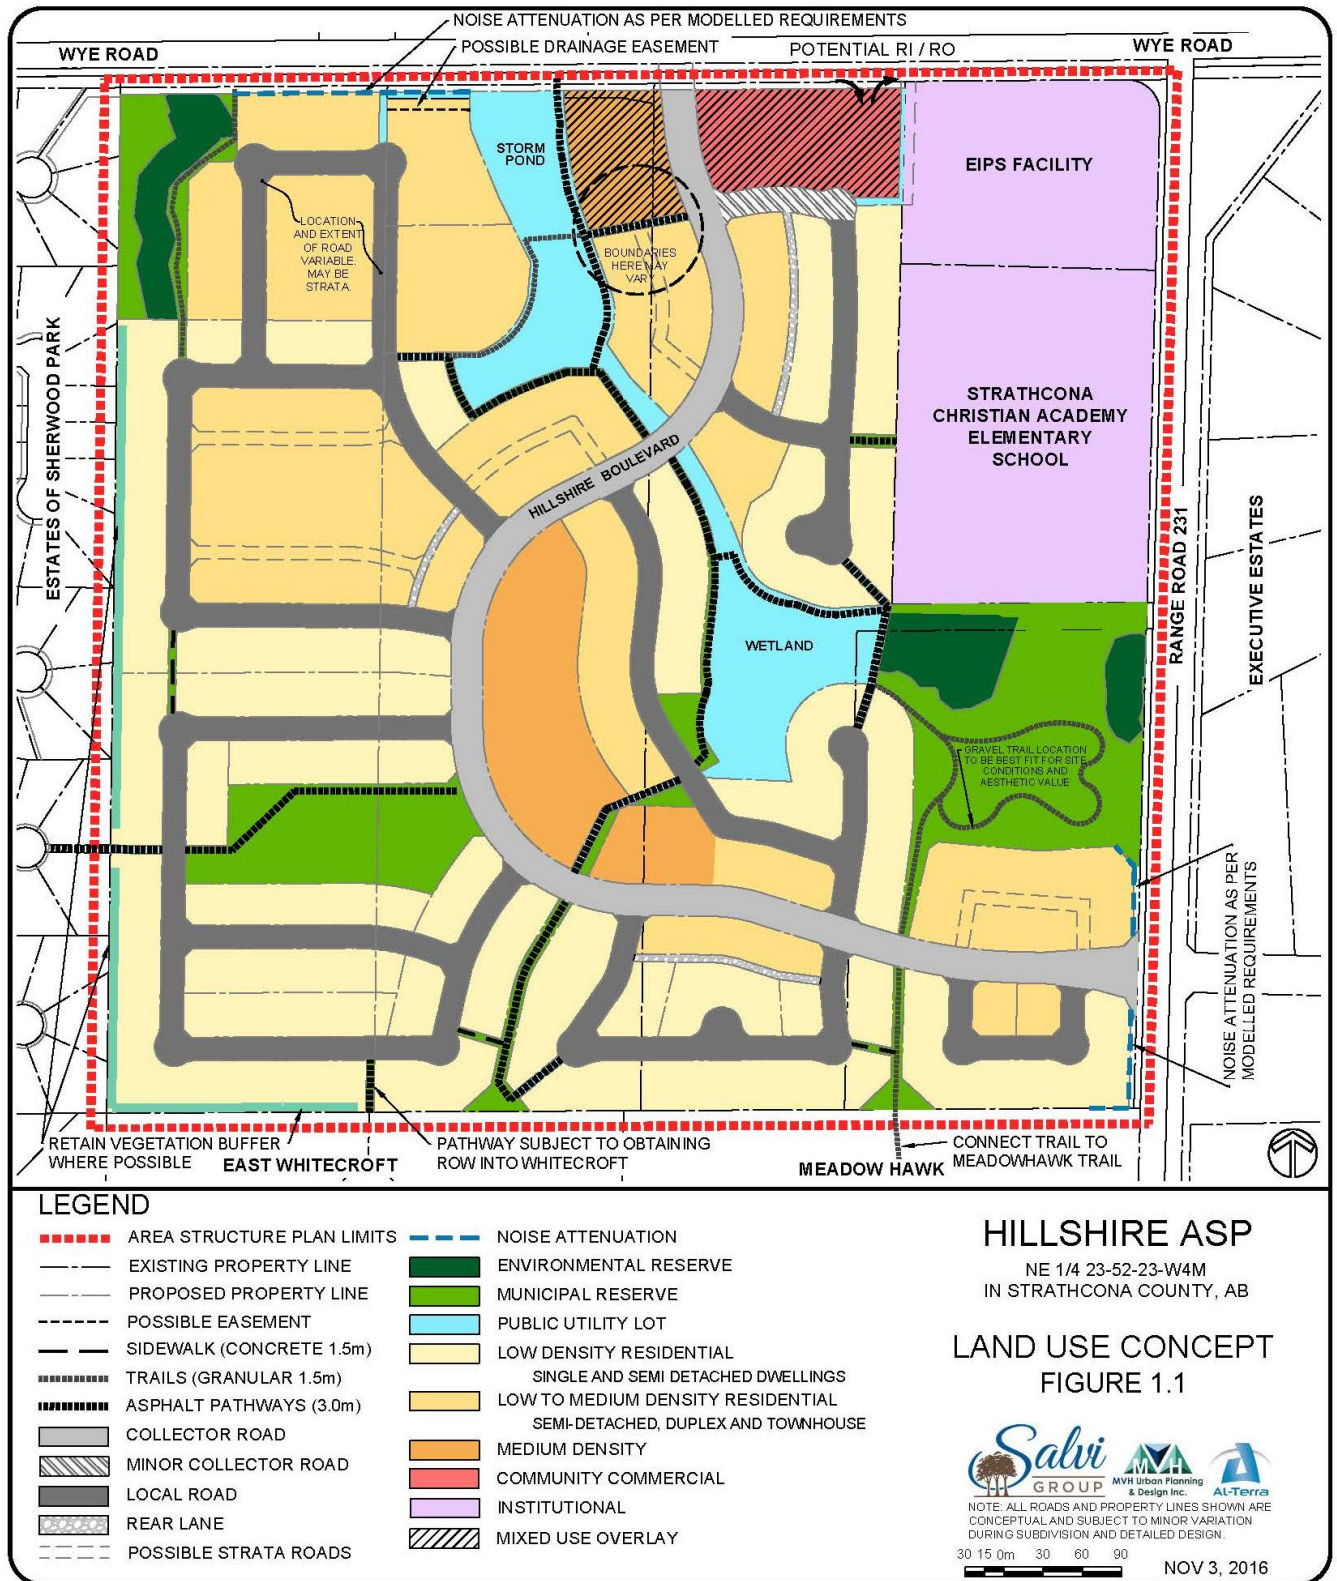 NOISE ATTENUATION AS PER MODELLED REQUIREMENTS
POSSIBLE DRAINAGE EASEMENT
WYE ROAD
POTENTIAL RI / RO
WYE ROAD
STORM
POND
EIPS FACILITY
LOCATION
AND EXTENT
OF ROAD
VARIABLE.
MAY BE
STRATA.
BOUNDARIES
HERE MAY
VARY
ESTATES OF SHERWOOD PARK
STRATHCONA
CHRISTIAN ACADEMY
ELEMENTARY
SCHOOL
HILLSHIRE BOULEVARD
RANGE ROAD 231
EXECUTIVE ESTATES
WETLAND
GRAVEL TRAIL LOCATION
TO BE BEST FIT FOR SITE
CONDITIONS AND
AESTHETIC VALUE
NOISE ATTENUATION AS PER
MODELLED REQUIREMENTS
RETAIN VEGETATION BUFFER
WHERE POSSIBLE
EAST WHITECROFT
PATHWAY SUBJECT TO OBTAINING
ROW INTO WHITECROFT
MEADOW HAWK
CONNECT TRAIL TO
MEADOWHAWK TRAIL
LEGEND
AREA STRUCTURE PLAN LIMITS
EXISTING PROPERTY LINE
PROPOSED PROPERTY LINE
POSSIBLE EASEMENT
SIDEWALK (CONCRETE 1.5m)
TRAILS (GRANULAR 1.5m)
ASPHALT PATHWAYS (3.0m)
COLLECTOR ROAD
MINOR COLLECTOR ROAD
LOCAL ROAD
REAR LANE
POSSIBLE STRATA ROADS
NOISE ATTENUATION
ENVIRONMENTAL RESERVE
MUNICIPAL RESERVE
PUBLIC UTILITY LOT
LOW DENSITY RESIDENTIAL
SINGLE AND SEMI DETACHED DWELLINGS
LOW TO MEDIUM DENSITY RESIDENTIAL
SEMI-DETACHED, DUPLEX AND TOWNHOUSE
MEDIUM DENSITY
COMMUNITY COMMERCIAL
INSTITUTIONAL
MIXED USE OVERLAY
HILLSHIRE ASP
NE 1/4 23-52-23-W4M
IN STRATHCONA COUNTY, AB
LAND USE CONCEPT
FIGURE 1.1
Salvi
GROUP
MVH
MVH Urban Planning
& Design Inc.
AL-Terra
NOTE: ALL ROADS AND PROPERTY LINES SHOWN ARE
CONCEPTUAL AND SUBJECT TO MINOR VARIATION
DURING SUBDIVISION AND DETAILED DESIGN.
30 15 0m 30 60 90
NOV 3, 2016